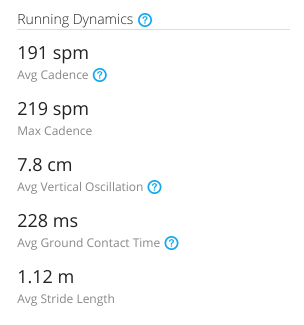 Running Dynamics ?
191 spm
Avg Cadence ?
219 spm
Max Cadence
7.8 cm
Avg Vertical Oscillation ?
228 ms
Avg Ground Contact Time ?
1.12 m
Avg Stride Length